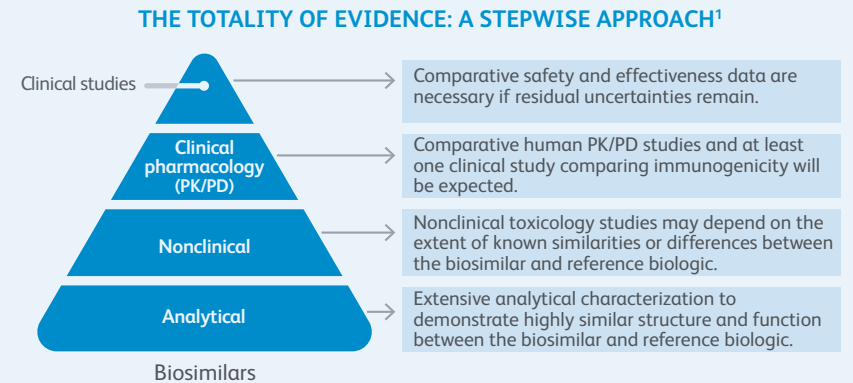 THE TOTALITY OF EVIDENCE: A STEPWISE APPROACH¹
Clinical studies
Comparative safety and effectiveness data are
necessary if residual uncertainties remain.
Clinical
pharmacology
(PK/PD)
Comparative human PK/PD studies and at least
one clinical study comparing immunogenicity will
be expected.
Nonclinical
Nonclinical toxicology studies may depend on the
extent of known similarities or differences between
the biosimilar and reference biologic.
Analytical
Extensive analytical characterization to
demonstrate highly similar structure and function
between the biosimilar and reference biologic.
Biosimilars